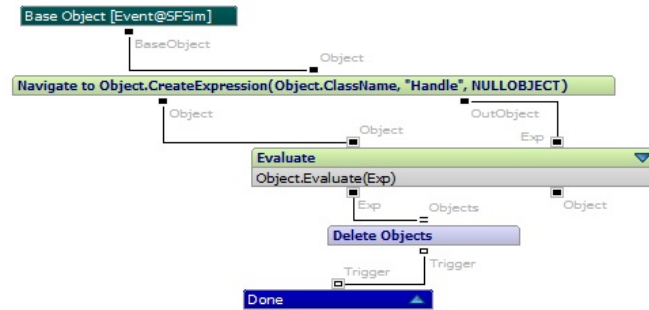 Base Object [Event@SFSim]
BaseObject
Object
Navigate to Object.CreateExpression(Object.ClassName, "Handle", NULLOBJECT)
Object
OutObject
Object
Exp
Evaluate
Object.Evaluate(Exp)
Exp
Objects
Object
Delete Objects
Trigger
Trigger
Done